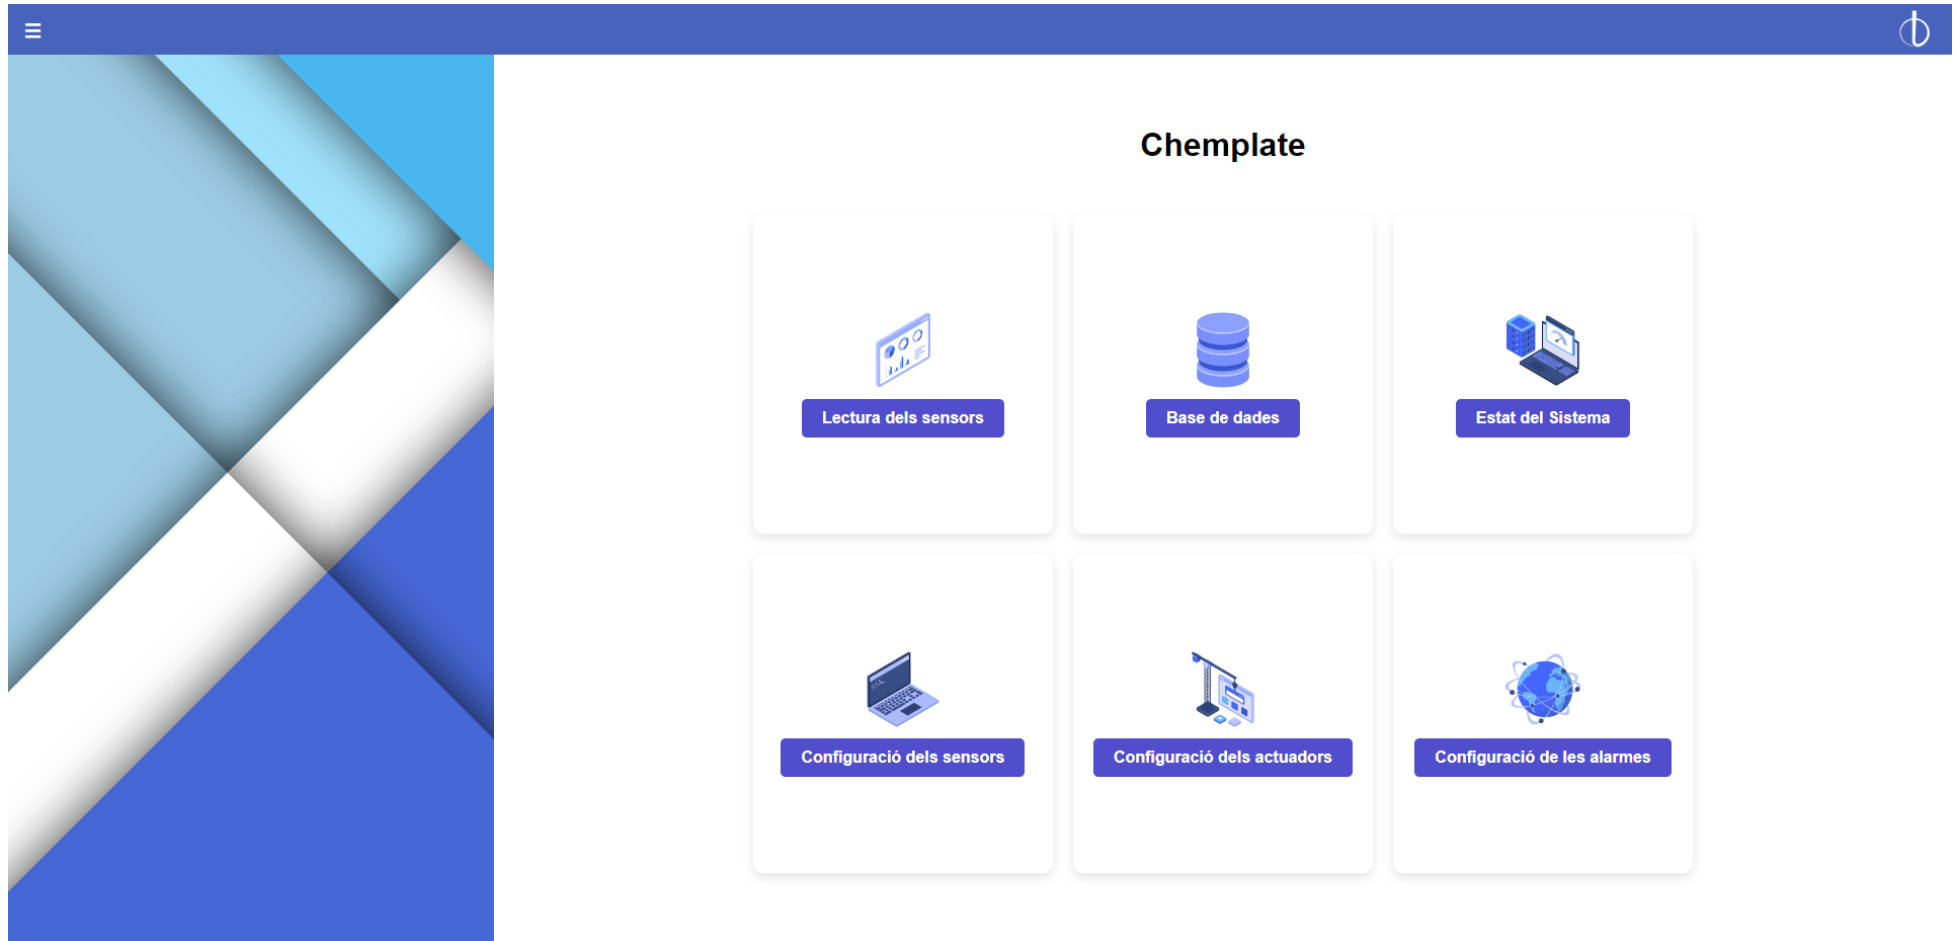 Chemplate
Lectura dels sensors
Base de dades
Estat del Sistema
Configuració dels sensors
Configuració dels actuadors
Configuració de les alarmes